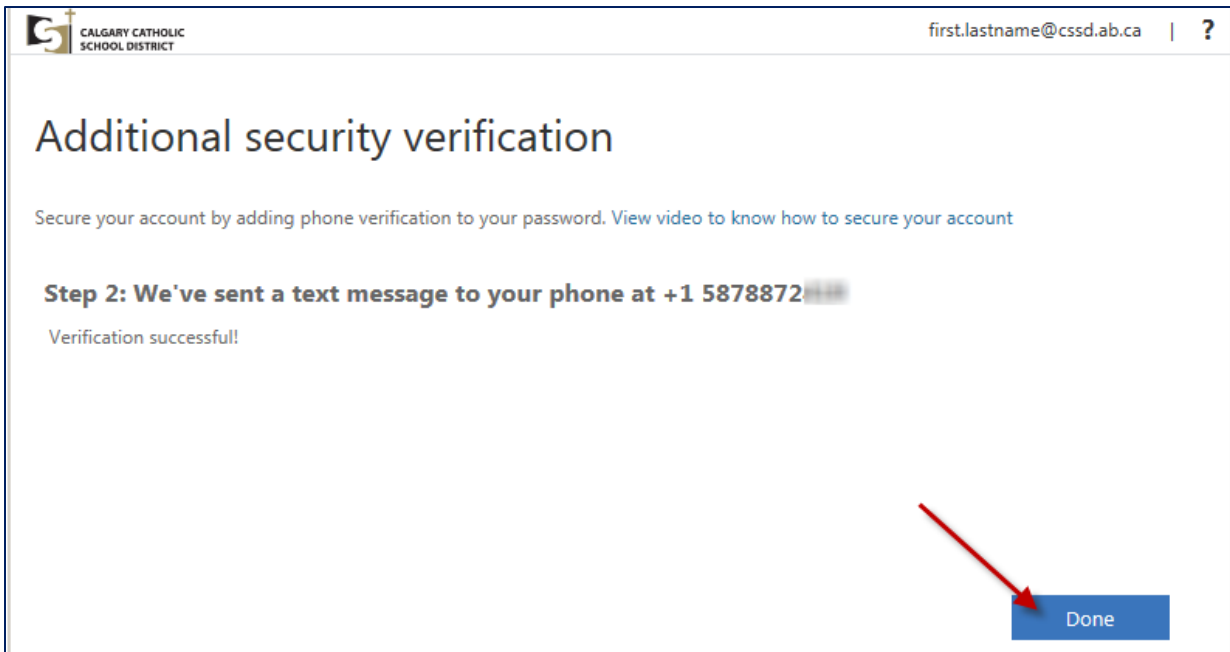 CALGARY CATHOLIC
SCHOOL DISTRICT
first.lastname@cssd.ab.ca | ?
Additional security verification
Secure your account by adding phone verification to your password. View video to know how to secure your account
Step 2: We've sent a text message to your phone at +1 5878872
Verification successful!
Done